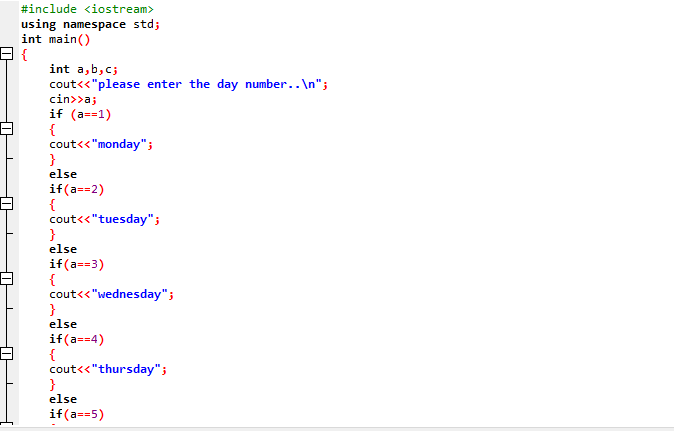 #include <iostream>
using namespace std;
int main()
{
int a,b,c;
cout<<"please enter the day number..\n";
cin>>a;
if (a==1)
{
cout<<"monday";
}
else
if(a==2)
{
cout<<"tuesday";
}
else
if(a==3)
{
cout<<"wednesday";
}
else
if(a==4)
{
cout<<"thursday";
}
else
if(a==5)